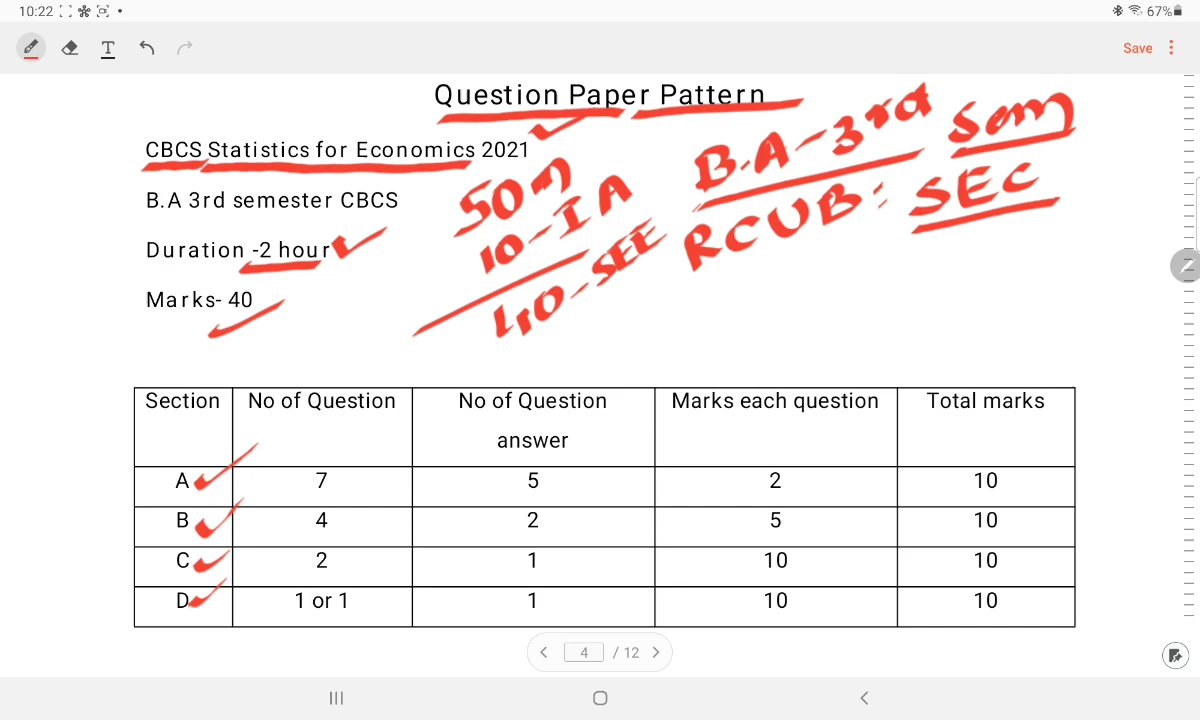 10:22
67%
T
Save
Question Paper Pattern
CBCS Statistics for Economics 2021
B.A 3rd semester CBCS
Duration -2 hour
Marks- 40
50m
10-IA
40-SEE
B.A-3rd Sem
RCUB: SEC
Section No of Question No of Question answer Marks each question Total marks
A 7 5 2 10
B 4 2 5 10
C 2 1 10 10
D 1 or 1 1 10 10
4 / 12